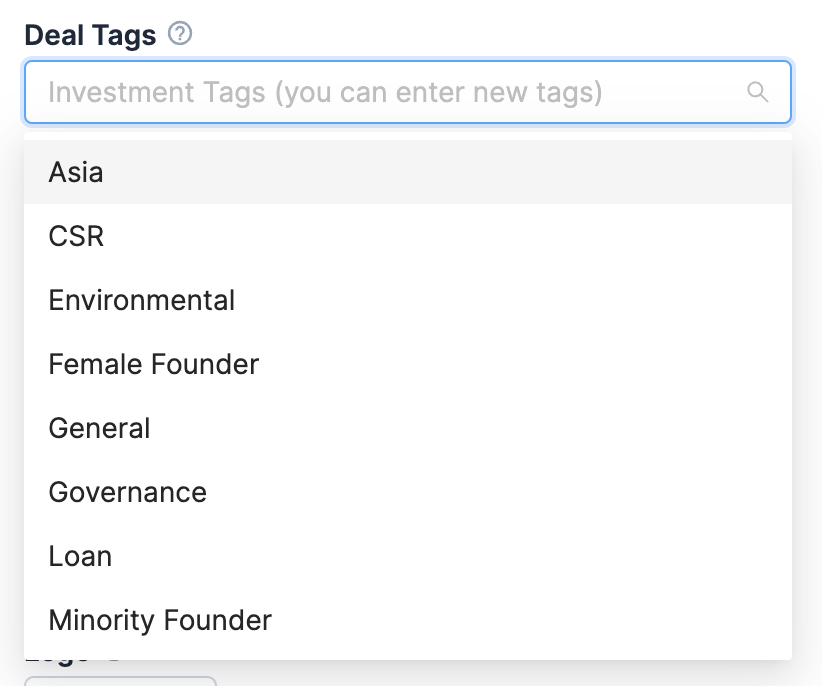 Deal Tags
Investment Tags (you can enter new tags)
Asia
CSR
Environmental
Female Founder
General
Governance
Loan
Minority Founder